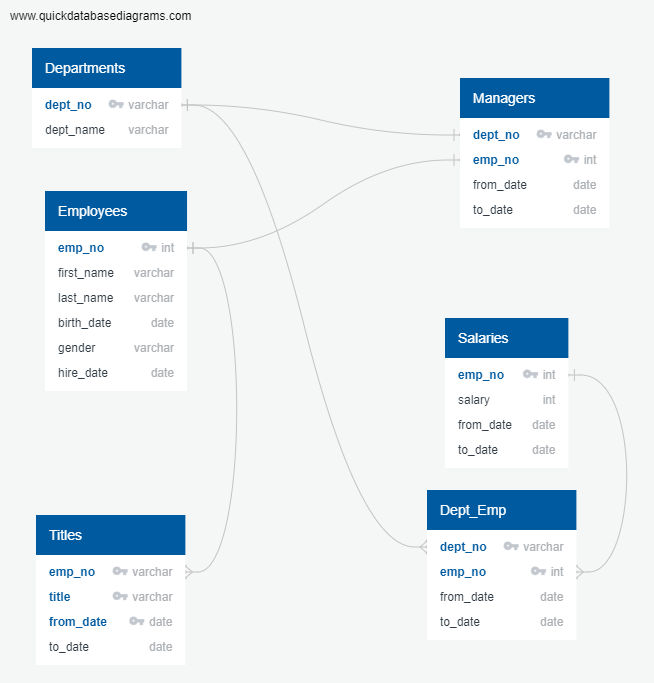 www.quickdatabasediagrams.com
Departments
dept_no varchar
dept_name varchar
Managers
dept_no varchar
emp_no int
from_date date
to_date date
Employees
emp_no int
first_name varchar
last_name varchar
birth_date date
gender varchar
hire_date date
Salaries
emp_no int
salary int
from_date date
to_date date
Dept_Emp
dept_no varchar
emp_no int
from_date date
to_date date
Titles
emp_no varchar
title varchar
from_date date
to_date date